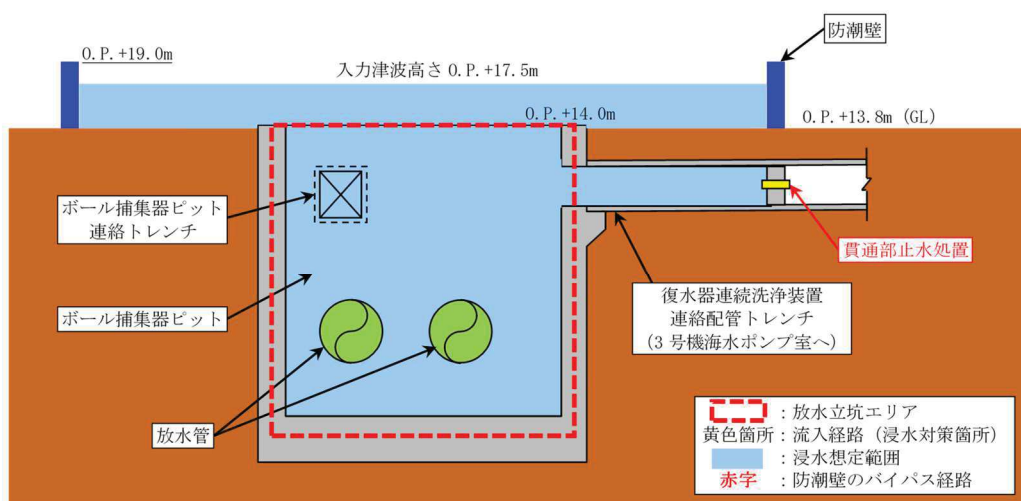 防潮壁
O.P.+19.0m
入力津波高さ O.P.+17.5m
O.P.+14.0m
O.P.+13.8m (GL)
ボール捕集器ピット
連絡トレンチ
貫通部止水処置
ボール捕集器ピット
復水器連続洗浄装置
連絡配管トレンチ
(3号機海水ポンプ室へ)
放水管
：放水立坑エリア
黄色箇所：流入経路（浸水対策箇所）
：浸水想定範囲
赤字：防潮壁のバイパス経路